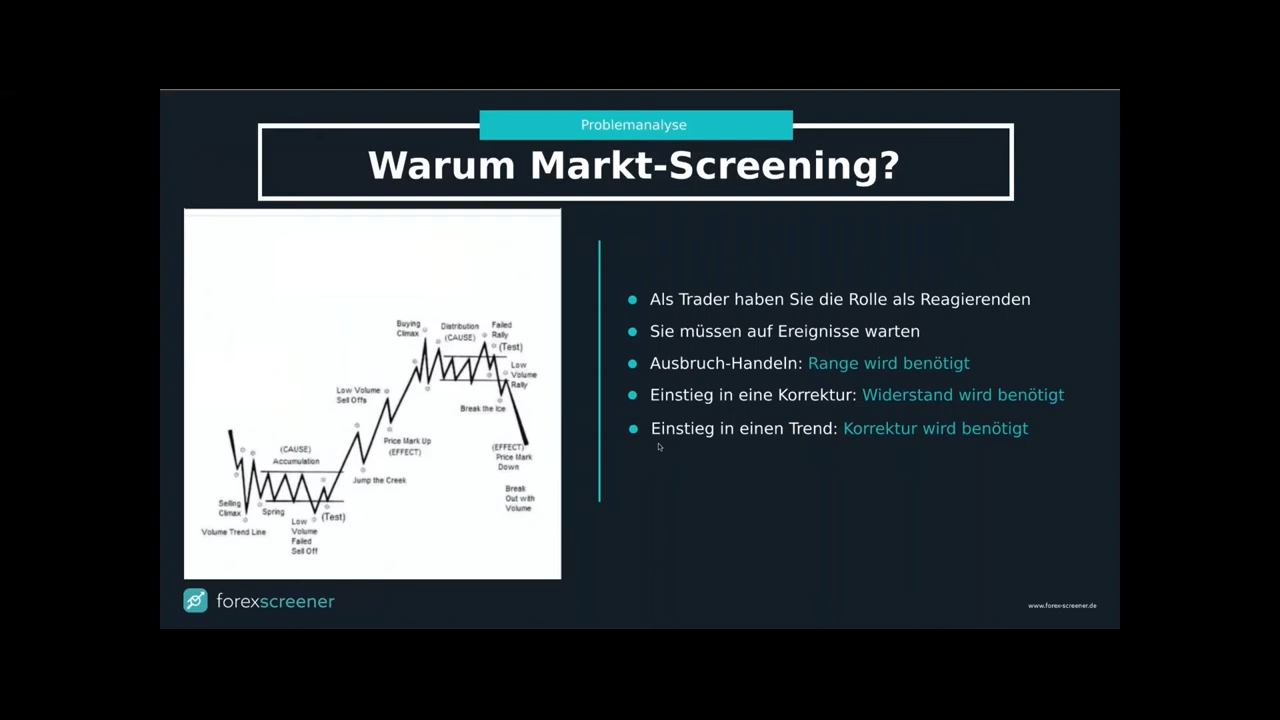 Problemanalyse
Warum Markt-Screening?
Als Trader haben Sie die Rolle als Reagierenden
Sie müssen auf Ereignisse warten
Ausbruch-Handeln: Range wird benötigt
Einstieg in eine Korrektur: Widerstand wird benötigt
Einstieg in einen Trend: Korrektur wird benötigt
Buying
Climax
Distribution
(CAUSE)
Failed
Rally
(Test)
Low
Volume
Rally
Low Volume
Sell Offs
Break the Ice
Price Mark Up
(EFFECT)
(EFFECT)
Price Mark
Down
(CAUSE)
Accumulation
Jump the Creek
Break
Out with
Volume
Selling
Climax
Spring
(Test)
Volume Trend Line
Low
Volume
Failed
Sell Off
forexscreener
www.forex-screener.de